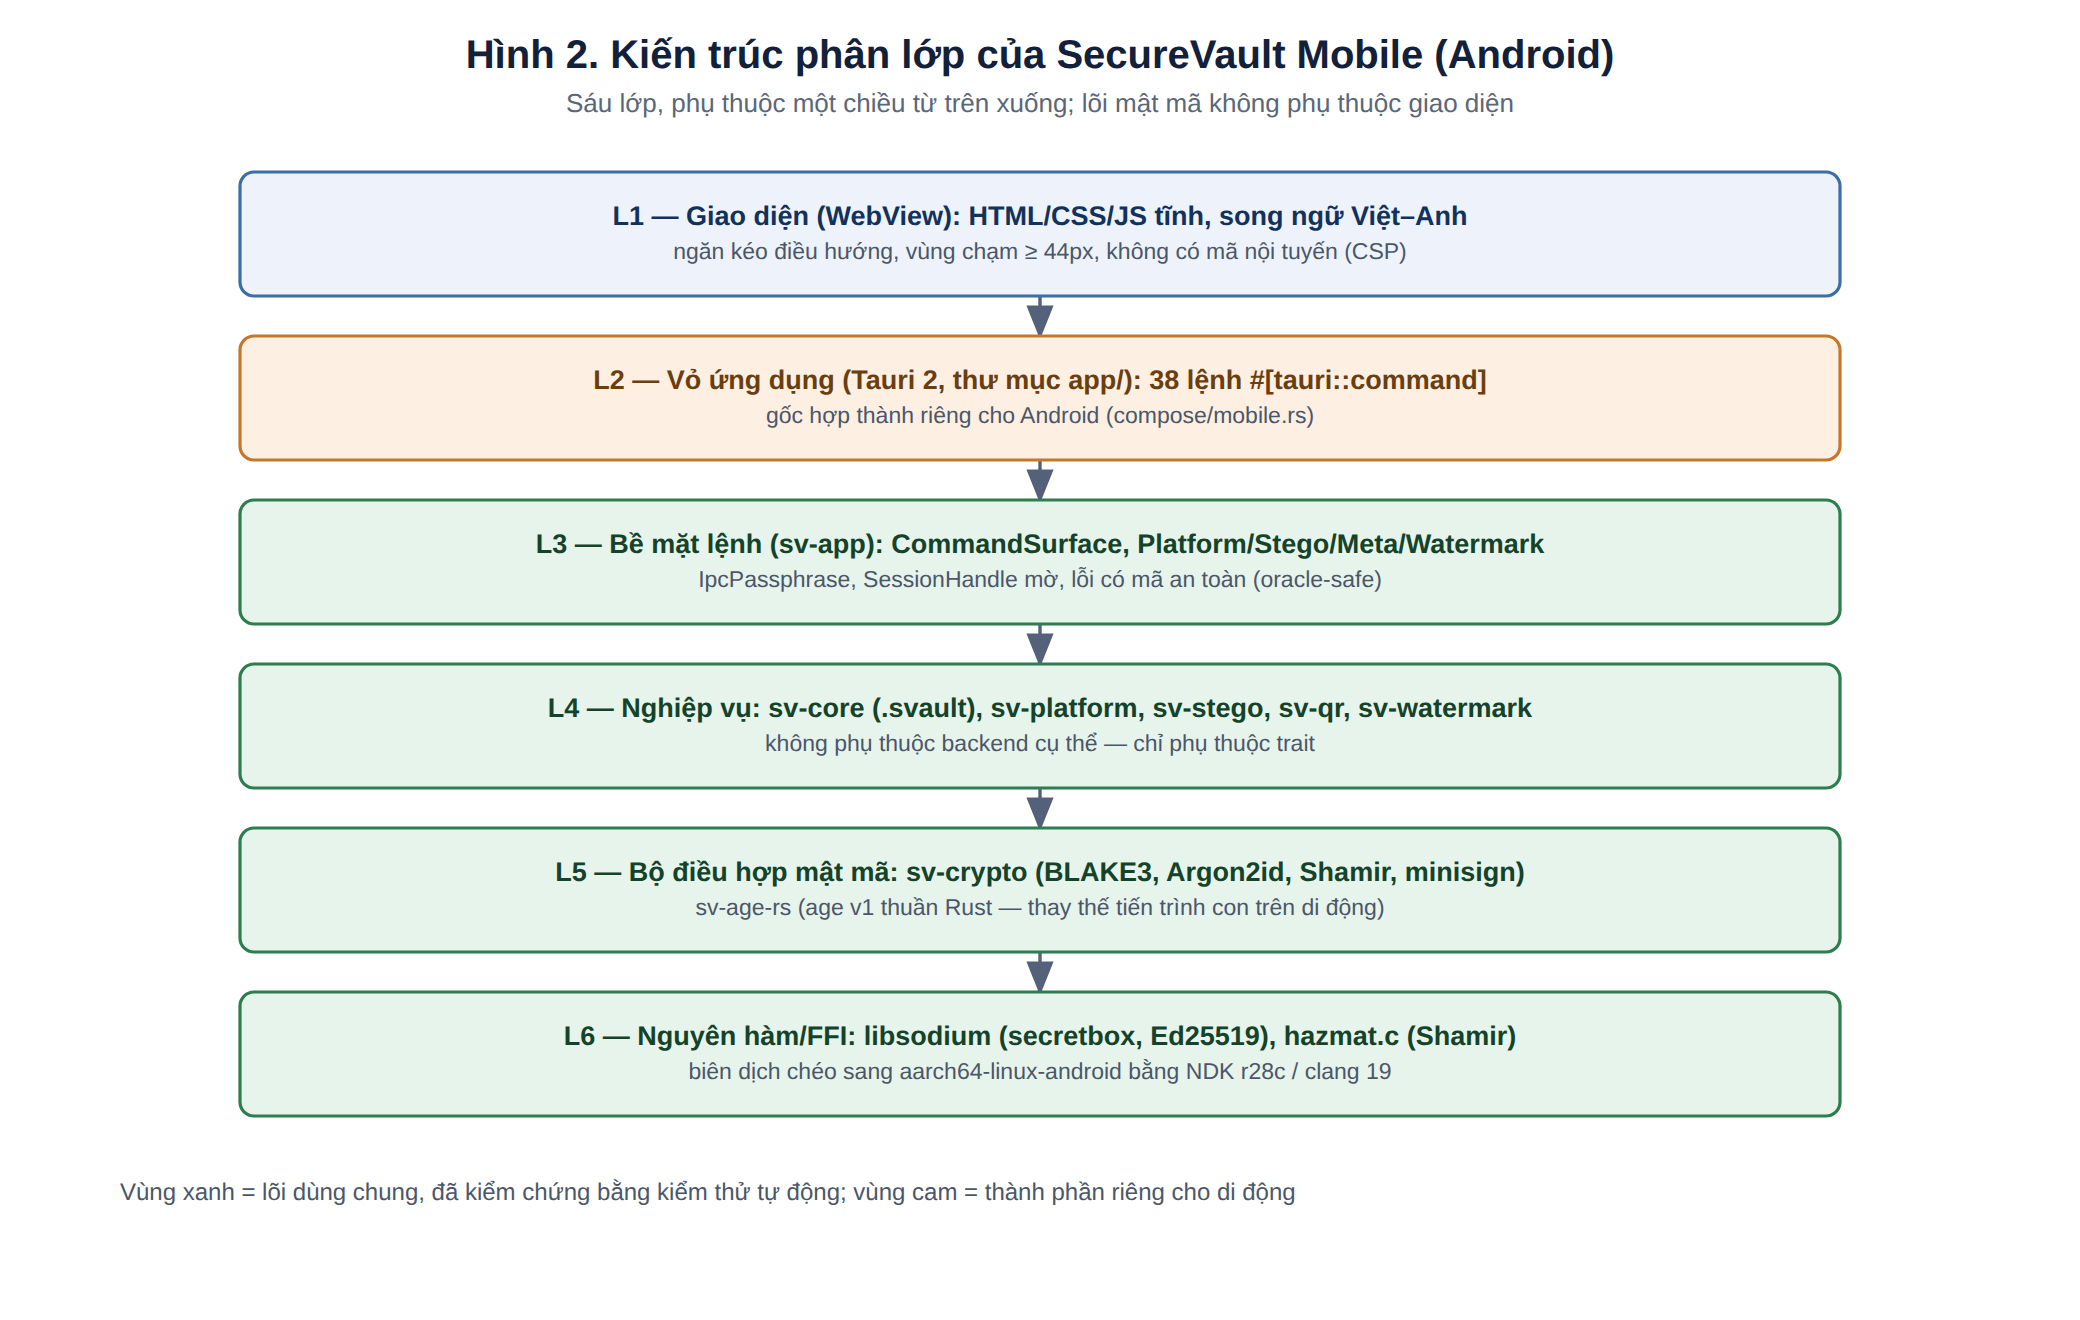 Hình 2. Kiến trúc phân lớp của SecureVault Mobile (Android)
Sáu lớp, phụ thuộc một chiều từ trên xuống; lõi mật mã không phụ thuộc giao diện
L1 — Giao diện (WebView): HTML/CSS/JS tĩnh, song ngữ Việt–Anh
ngăn kéo điều hướng, vùng chạm ≥ 44px, không có mã nội tuyến (CSP)
L2 — Vỏ ứng dụng (Tauri 2, thư mục app/): 38 lệnh #[tauri::command]
gốc hợp thành riêng cho Android (compose/mobile.rs)
L3 — Bề mặt lệnh (sv-app): CommandSurface, Platform/Stego/Meta/Watermark
IpcPassphrase, SessionHandle mờ, lỗi có mã an toàn (oracle-safe)
L4 — Nghiệp vụ: sv-core (.svault), sv-platform, sv-stego, sv-qr, sv-watermark
không phụ thuộc backend cụ thể — chỉ phụ thuộc trait
L5 — Bộ điều hợp mật mã: sv-crypto (BLAKE3, Argon2id, Shamir, minisign)
sv-age-rs (age v1 thuần Rust — thay thế tiến trình con trên di động)
L6 — Nguyên hàm/FFI: libsodium (secretbox, Ed25519), hazmat.c (Shamir)
biên dịch chéo sang aarch64-linux-android bằng NDK r28c / clang 19
Vùng xanh = lõi dùng chung, đã kiểm chứng bằng kiểm thử tự động; vùng cam = thành phần riêng cho di động